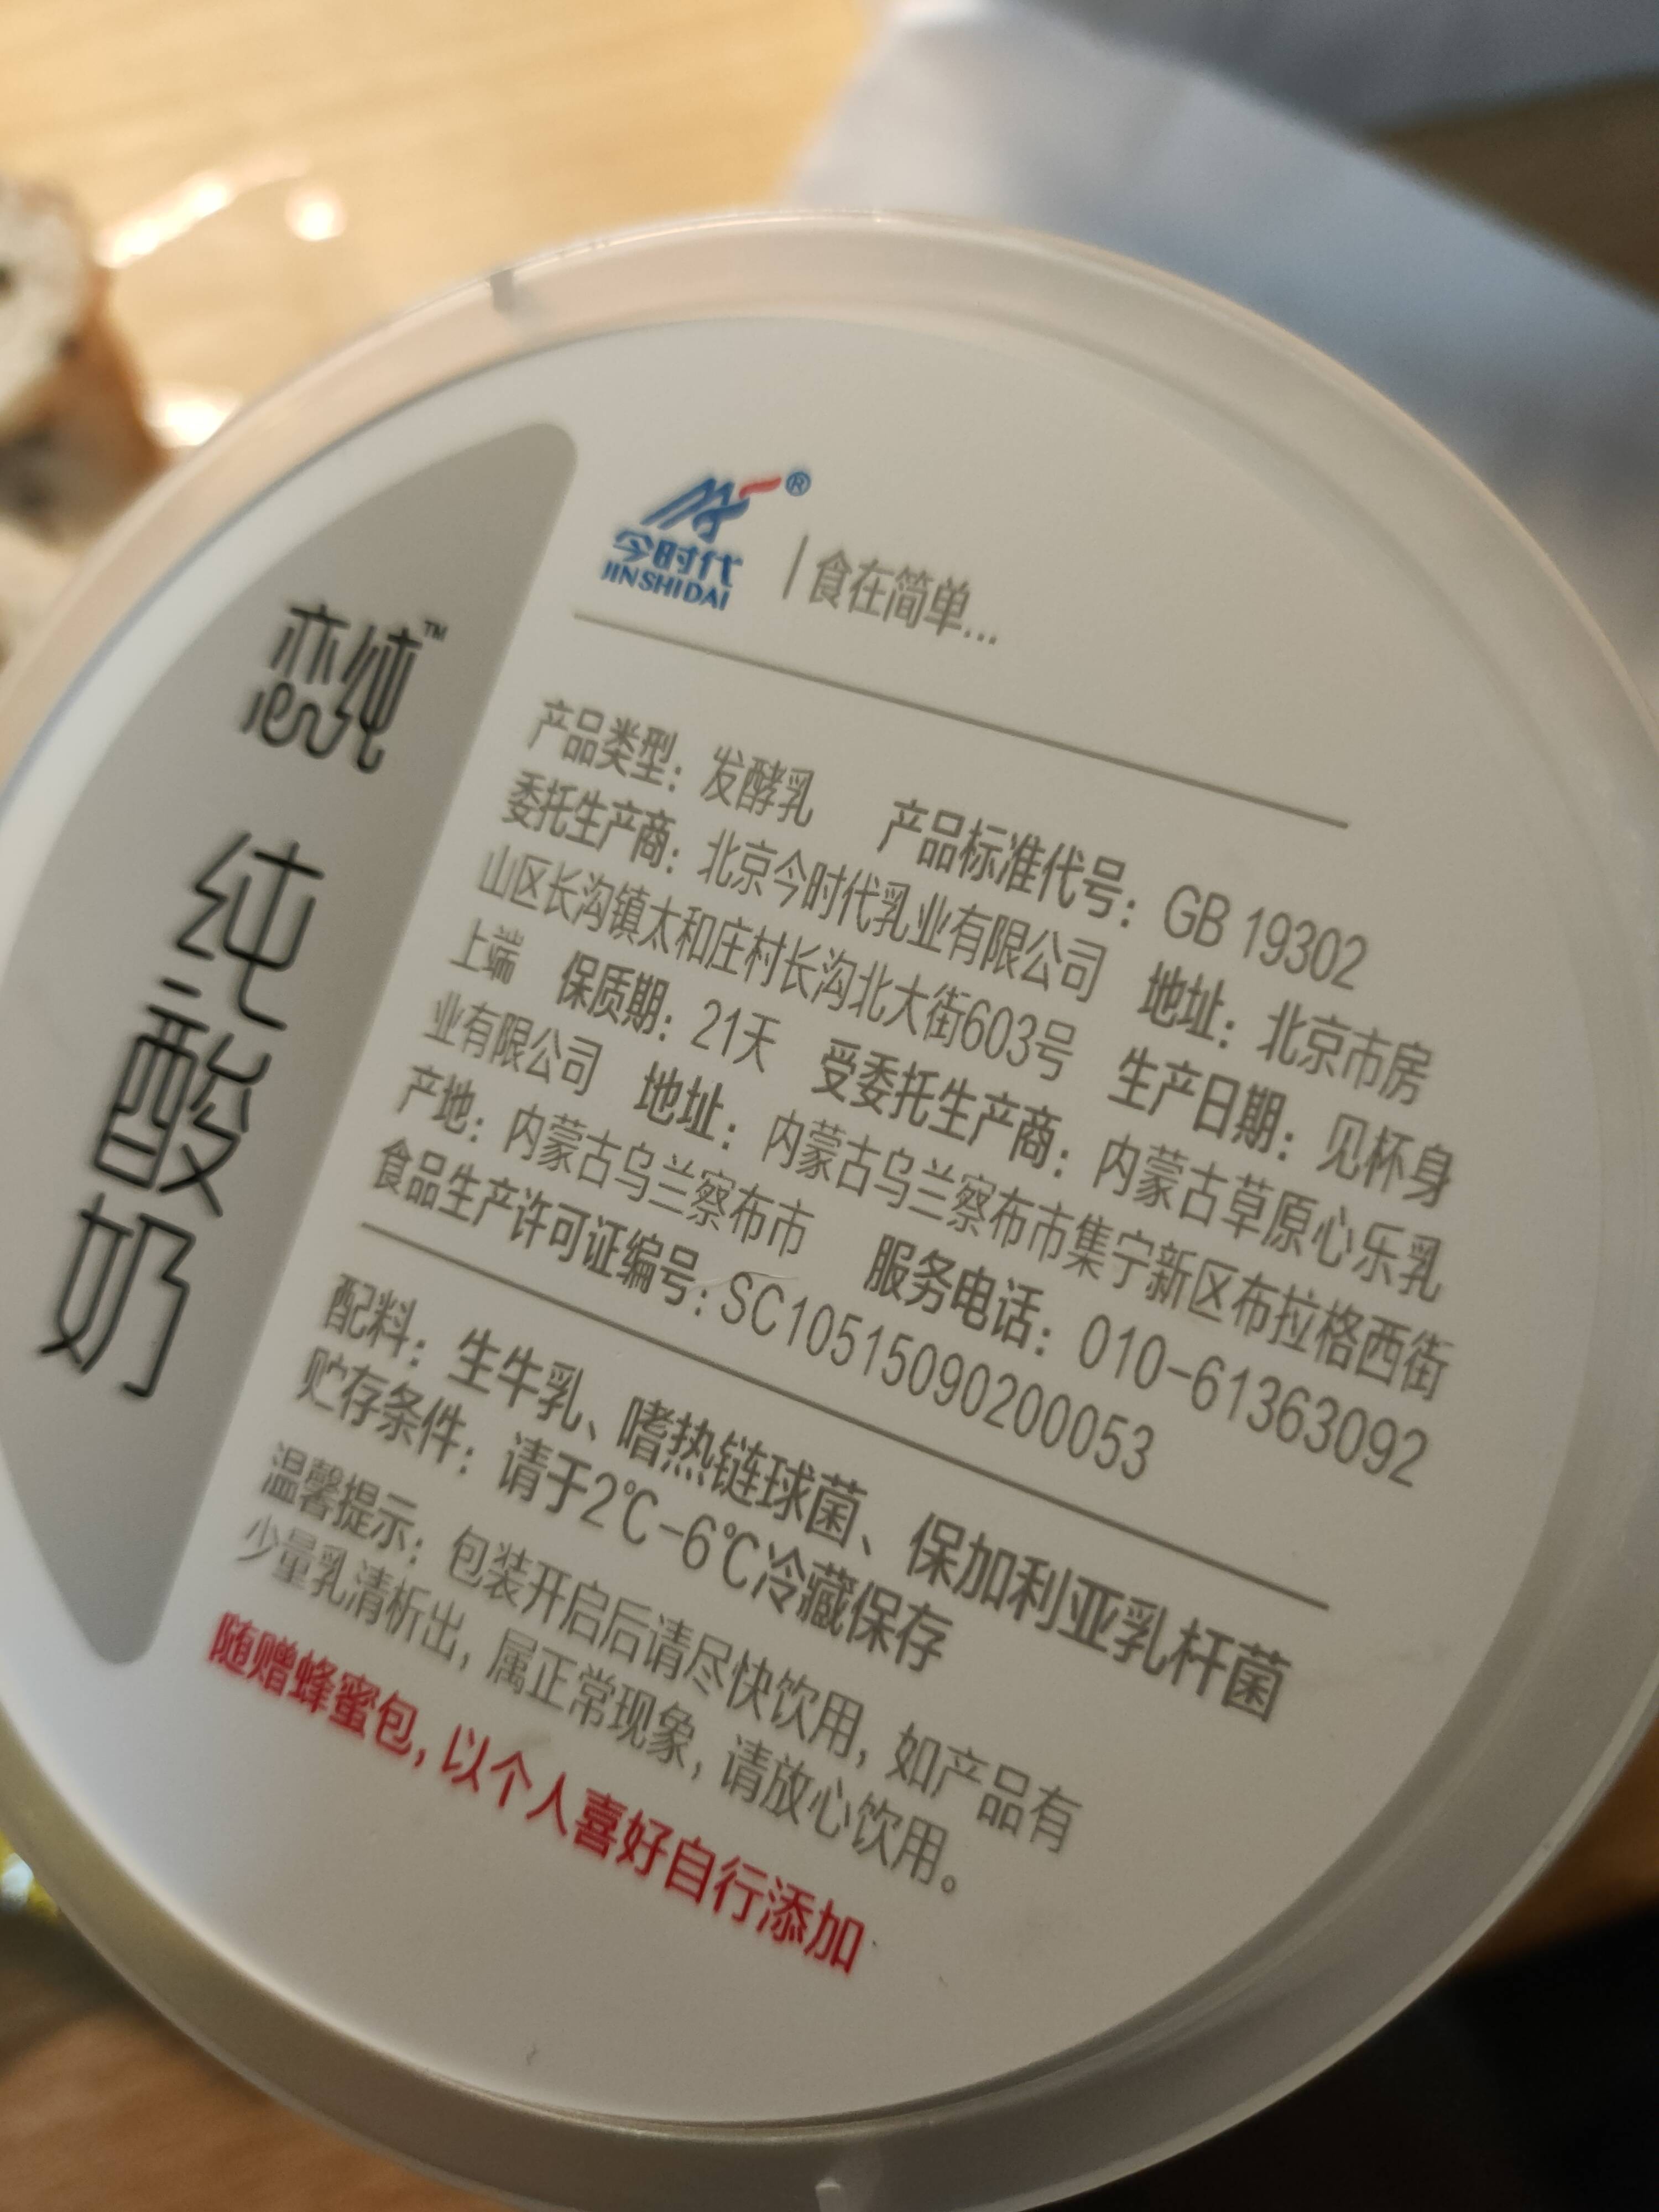 恋纯™
纯酸奶
®
今时代
JINSHIDAI
食在简单...
产品类型：发酵乳 产品标准代号：GB 19302
委托生产商：北京今时代乳业有限公司 地址：北京市房
山区长沟镇太和庄村长沟北大街603号 生产日期：见杯身
上端 保质期：21天 受委托生产商：内蒙古草原心乐乳
业有限公司 地址：内蒙古乌兰察布市集宁新区布拉格西街
产地：内蒙古乌兰察布市 服务电话：010-61363092
食品生产许可证编号：SC10515090200053
配料：生牛乳、嗜热链球菌、保加利亚乳杆菌
贮存条件：请于2℃-6℃冷藏保存
温馨提示：包装开启后请尽快饮用，如产品有
少量乳清析出，属正常现象，请放心饮用。
随赠蜂蜜包，以个人喜好自行添加